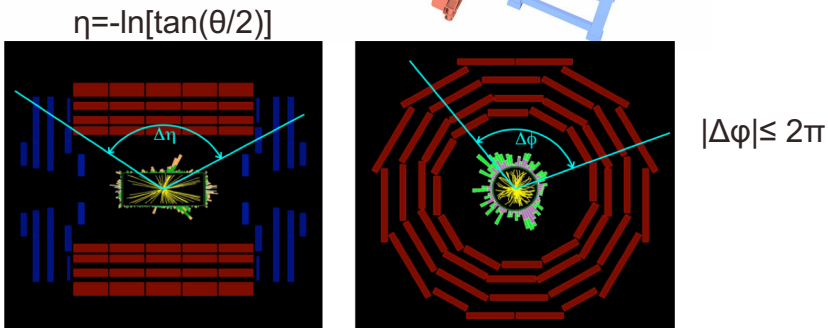 η=-ln[tan(θ/2)]
Δη
Δϕ
|Δφ|≤ 2π